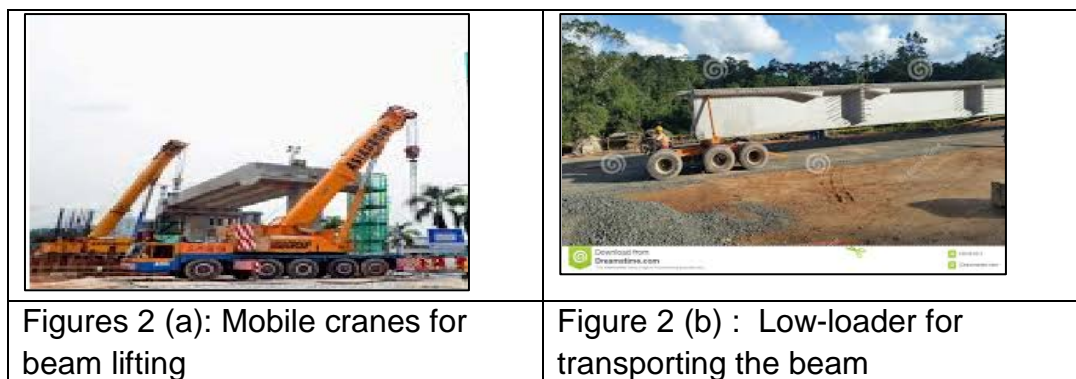 ASIAGROUP
Download from
Dreamstime.com
Figures 2 (a): Mobile cranes for
beam lifting
Figure 2 (b) : Low-loader for
transporting the beam